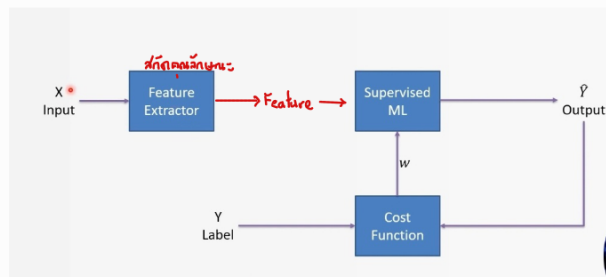 สกัดคุณลักษณะ
X
Input
Feature
Extractor
Feature
Supervised
ML
Ŷ
Output
w
Y
Label
Cost
Function